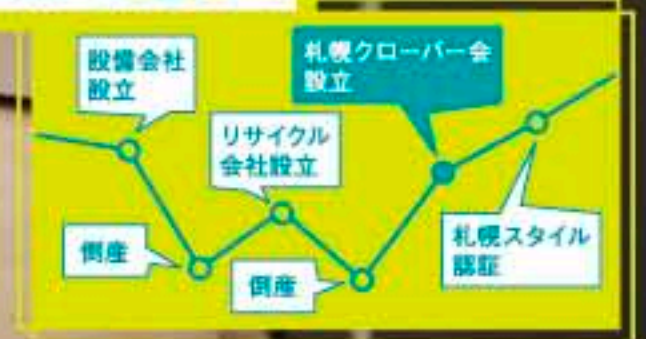 設備会社
設立
倒産
リサイクル
会社設立
倒産
札幌クローバー会
設立
札幌スタイル
認証